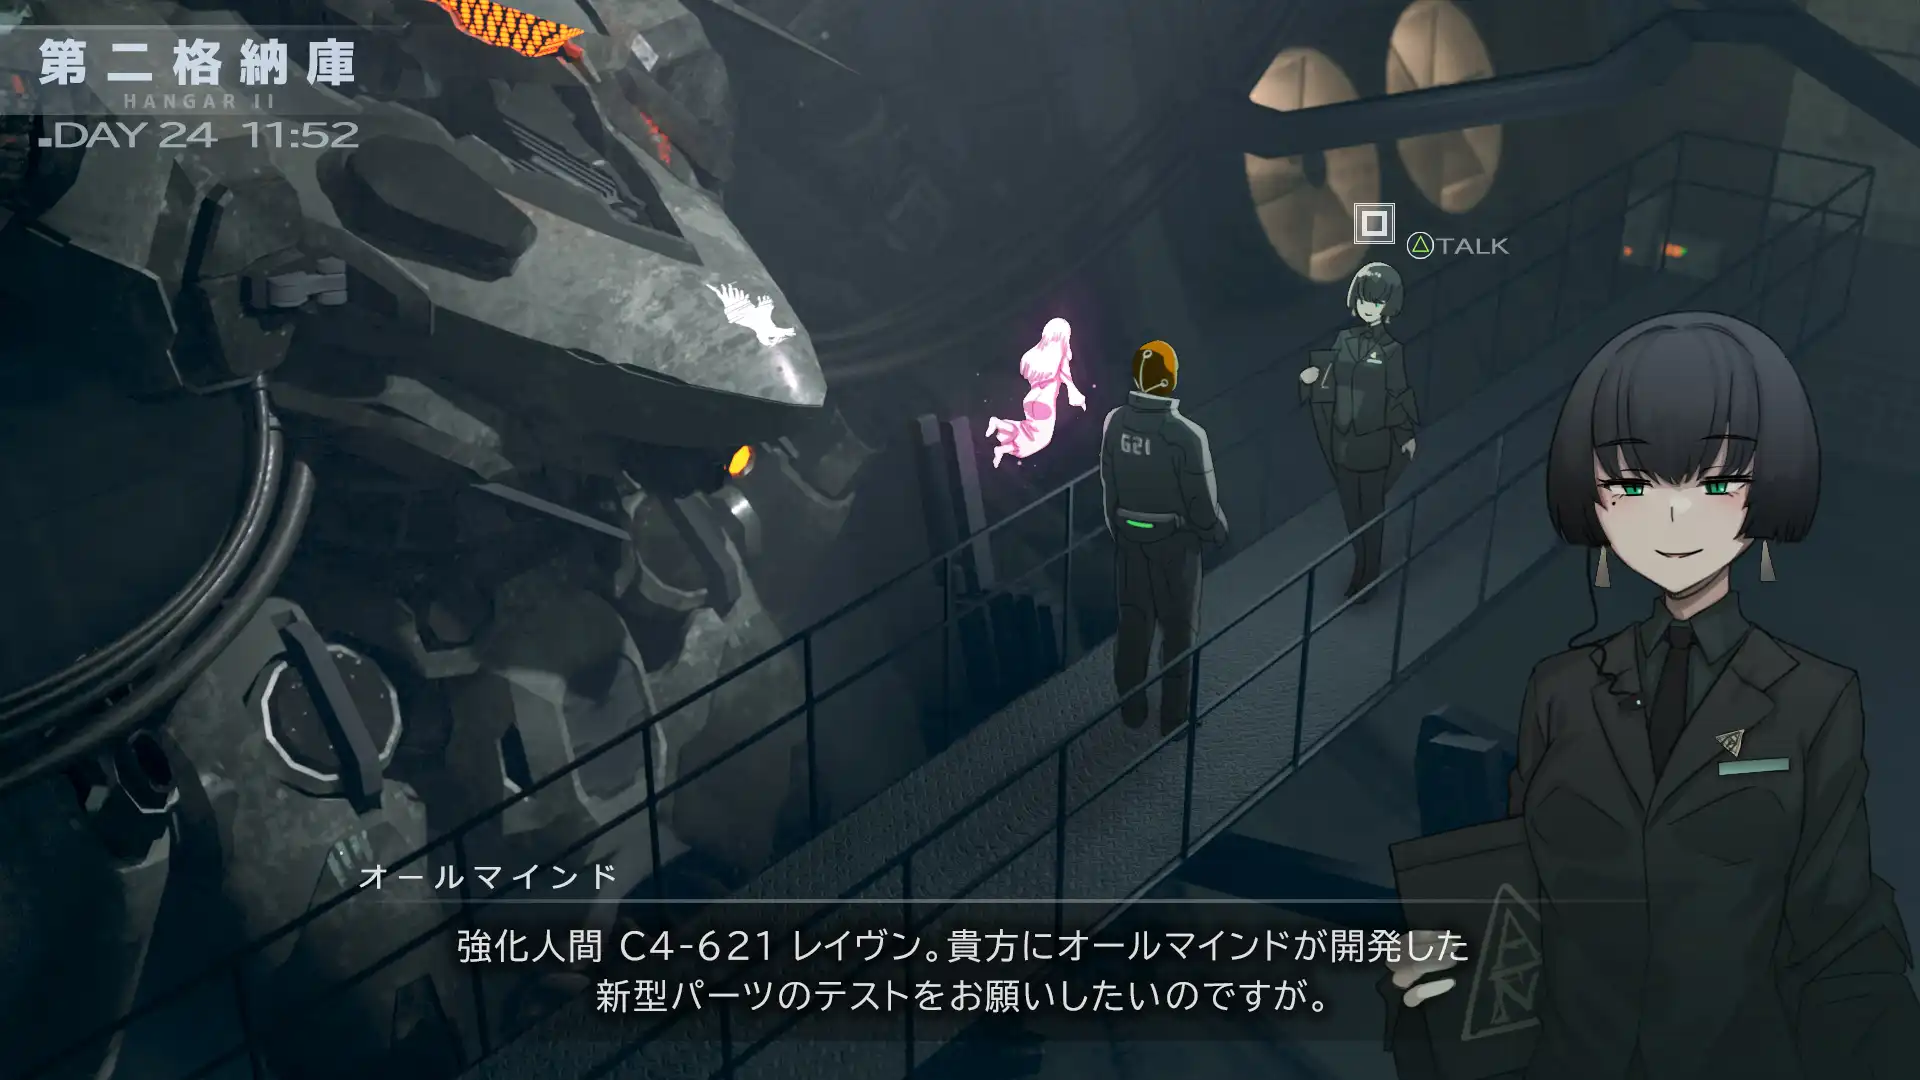 第二格納庫
HANGAR II
DAY 24 11:52
TALK
G21
オールマインド
強化人間 C4-621 レイヴン。貴方にオールマインドが開発した
新型パーツのテストをお願いしたいのですが。